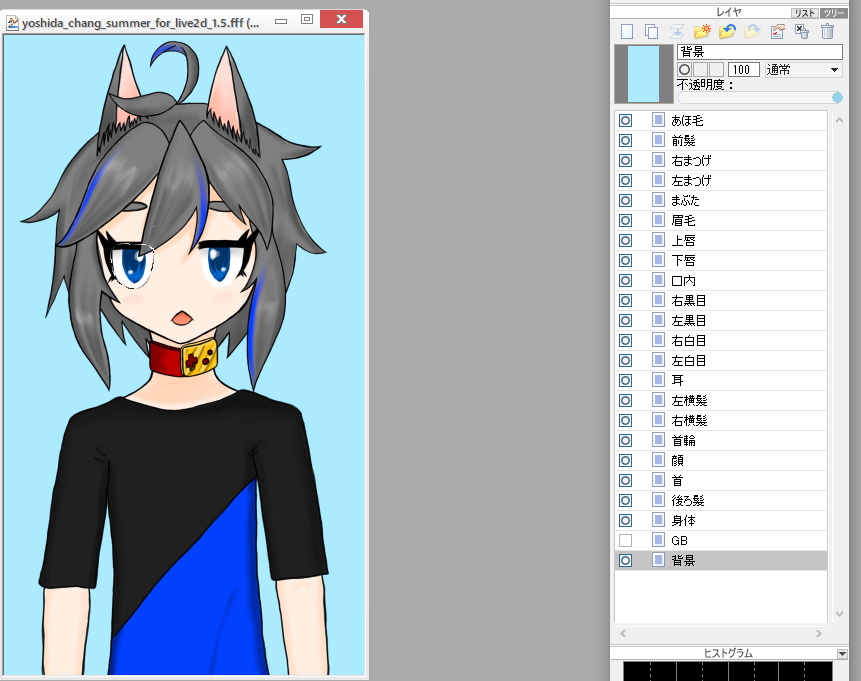 yoshida_chang_summer_for_live2d_1.5.fff (...
レイヤ
リスト ツリー
背景
100 通常
不透明度：
あほ毛
前髪
右まつげ
左まつげ
まぶた
眉毛
上唇
下唇
口内
右黒目
左黒目
右白目
左白目
耳
左横髪
右横髪
首輪
顔
首
後ろ髪
身体
GB
背景
ヒストグラム